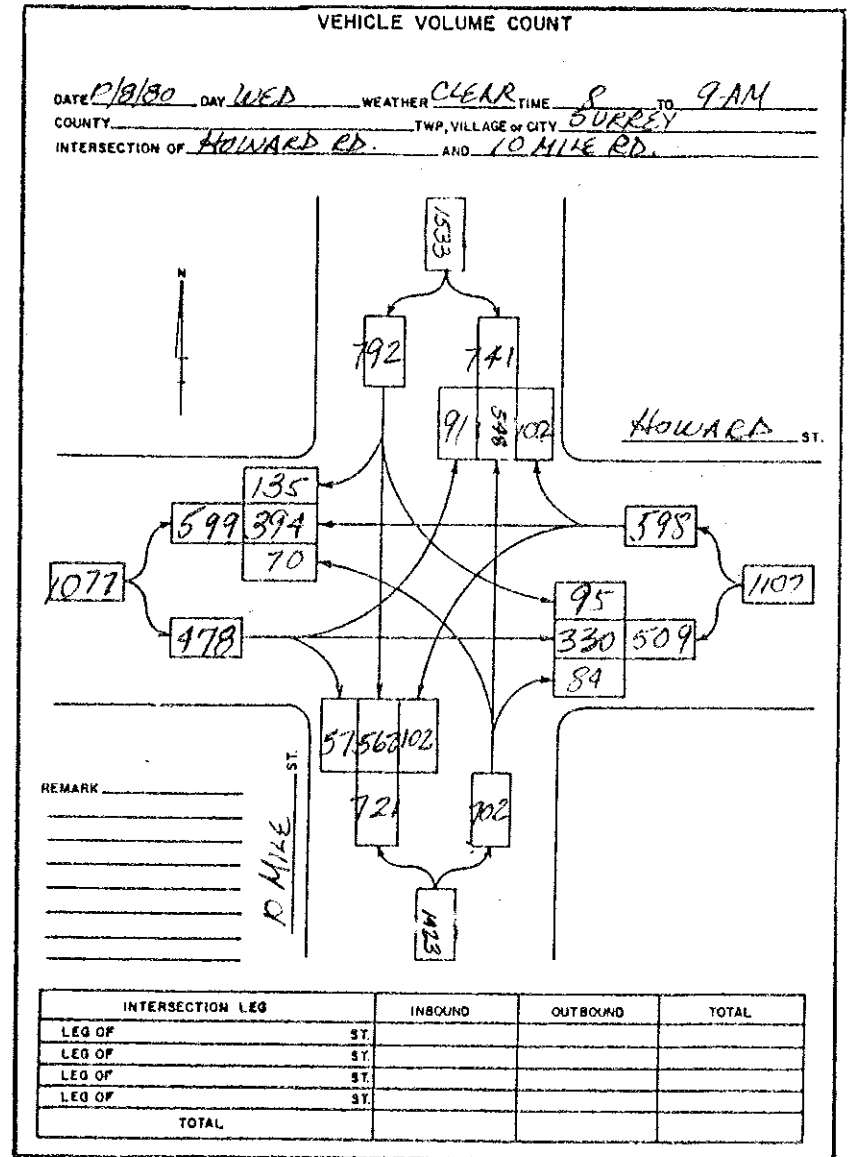 VEHICLE VOLUME COUNT
DATE 10/8/80 DAY WED WEATHER CLEAR TIME 8 TO 9 AM
COUNTY TWP, VILLAGE or CITY SURREY
INTERSECTION OF HOWARD RD. AND 10 MILE RD.
1533
N
792 741
91 548 102
HOWARD ST.
135
599 394
70
598
1077
1107
478
95
330 509
84
57 562 102
721 702
10 MILE ST.
REMARK
1423
INTERSECTION LEG INBOUND OUTBOUND TOTAL
LEG OF ST.
LEG OF ST.
LEG OF ST.
LEG OF ST.
TOTAL